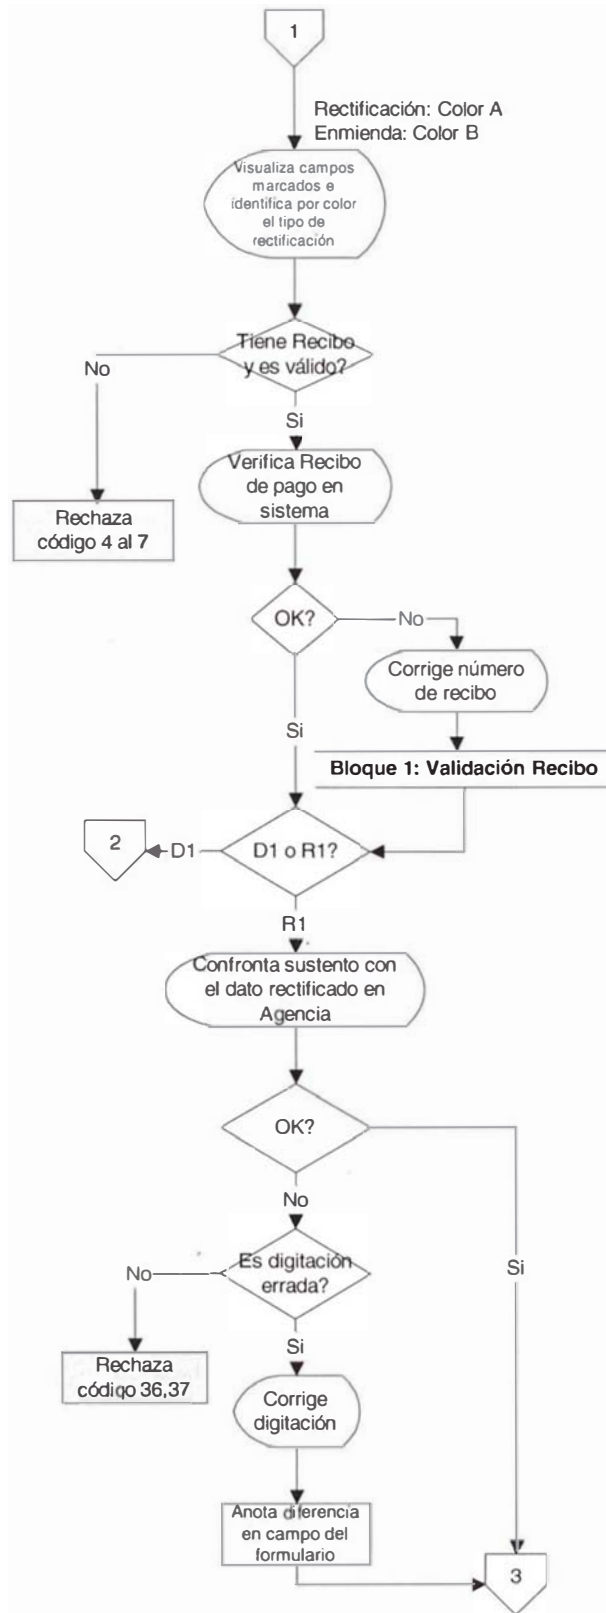 1
Rectificación: Color A
Enmienda: Color B
Visualiza campos
marcados e
identifica por color
el tipo de
rectificación
Tiene Recibo
y es válido?
No
Si
Verifica Recibo
de pago en
sistema
Rechaza
código 4 al 7
OK?
No
Corrige número
de recibo
Si
Bloque 1: Validación Recibo
2
D1
D1 o R1?
R1
Confronta sustento con
el dato rectificado en
Agencia
OK?
No
Si
Es digitación
errada?
No
Si
Rechaza
código 36,37
Corrige
digitación
Anota diferencia
en campo del
formulario
3